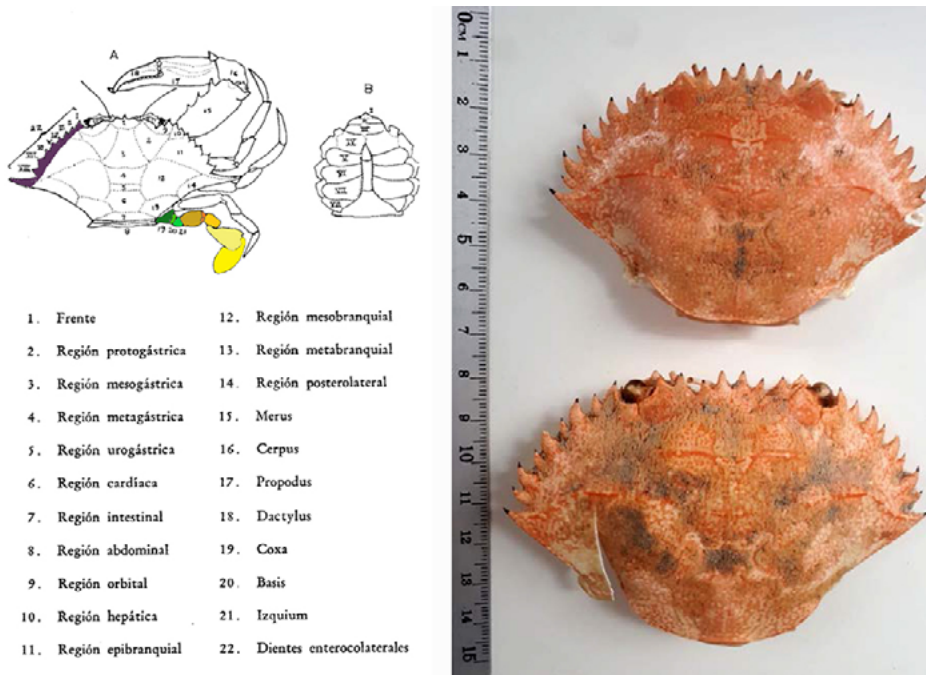 A
B
1. Frente
2. Región protogástrica
3. Región mesogástrica
4. Región metagástrica
5. Región urogástrica
6. Región cardíaca
7. Región intestinal
8. Región abdominal
9. Región orbital
10. Región hepática
11. Región epibranquial
12. Región mesobranquial
13. Región metabranquial
14. Región posterolateral
15. Merus
16. Cerpus
17. Propodus
18. Dactylus
19. Coxa
20. Basis
21. Izquium
22. Dientes enterocolaterales
0CM
1
2
3
4
5
6
7
8
9
10
11
12
13
14
15